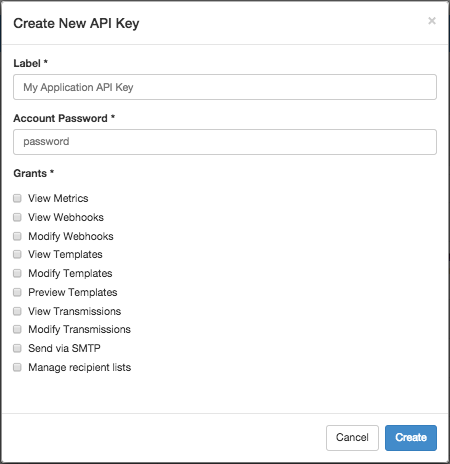 Create New API Key
×
Label *
My Application API Key
Account Password *
password
Grants *
View Metrics
View Webhooks
Modify Webhooks
View Templates
Modify Templates
Preview Templates
View Transmissions
Modify Transmissions
Send via SMTP
Manage recipient lists
Cancel Create